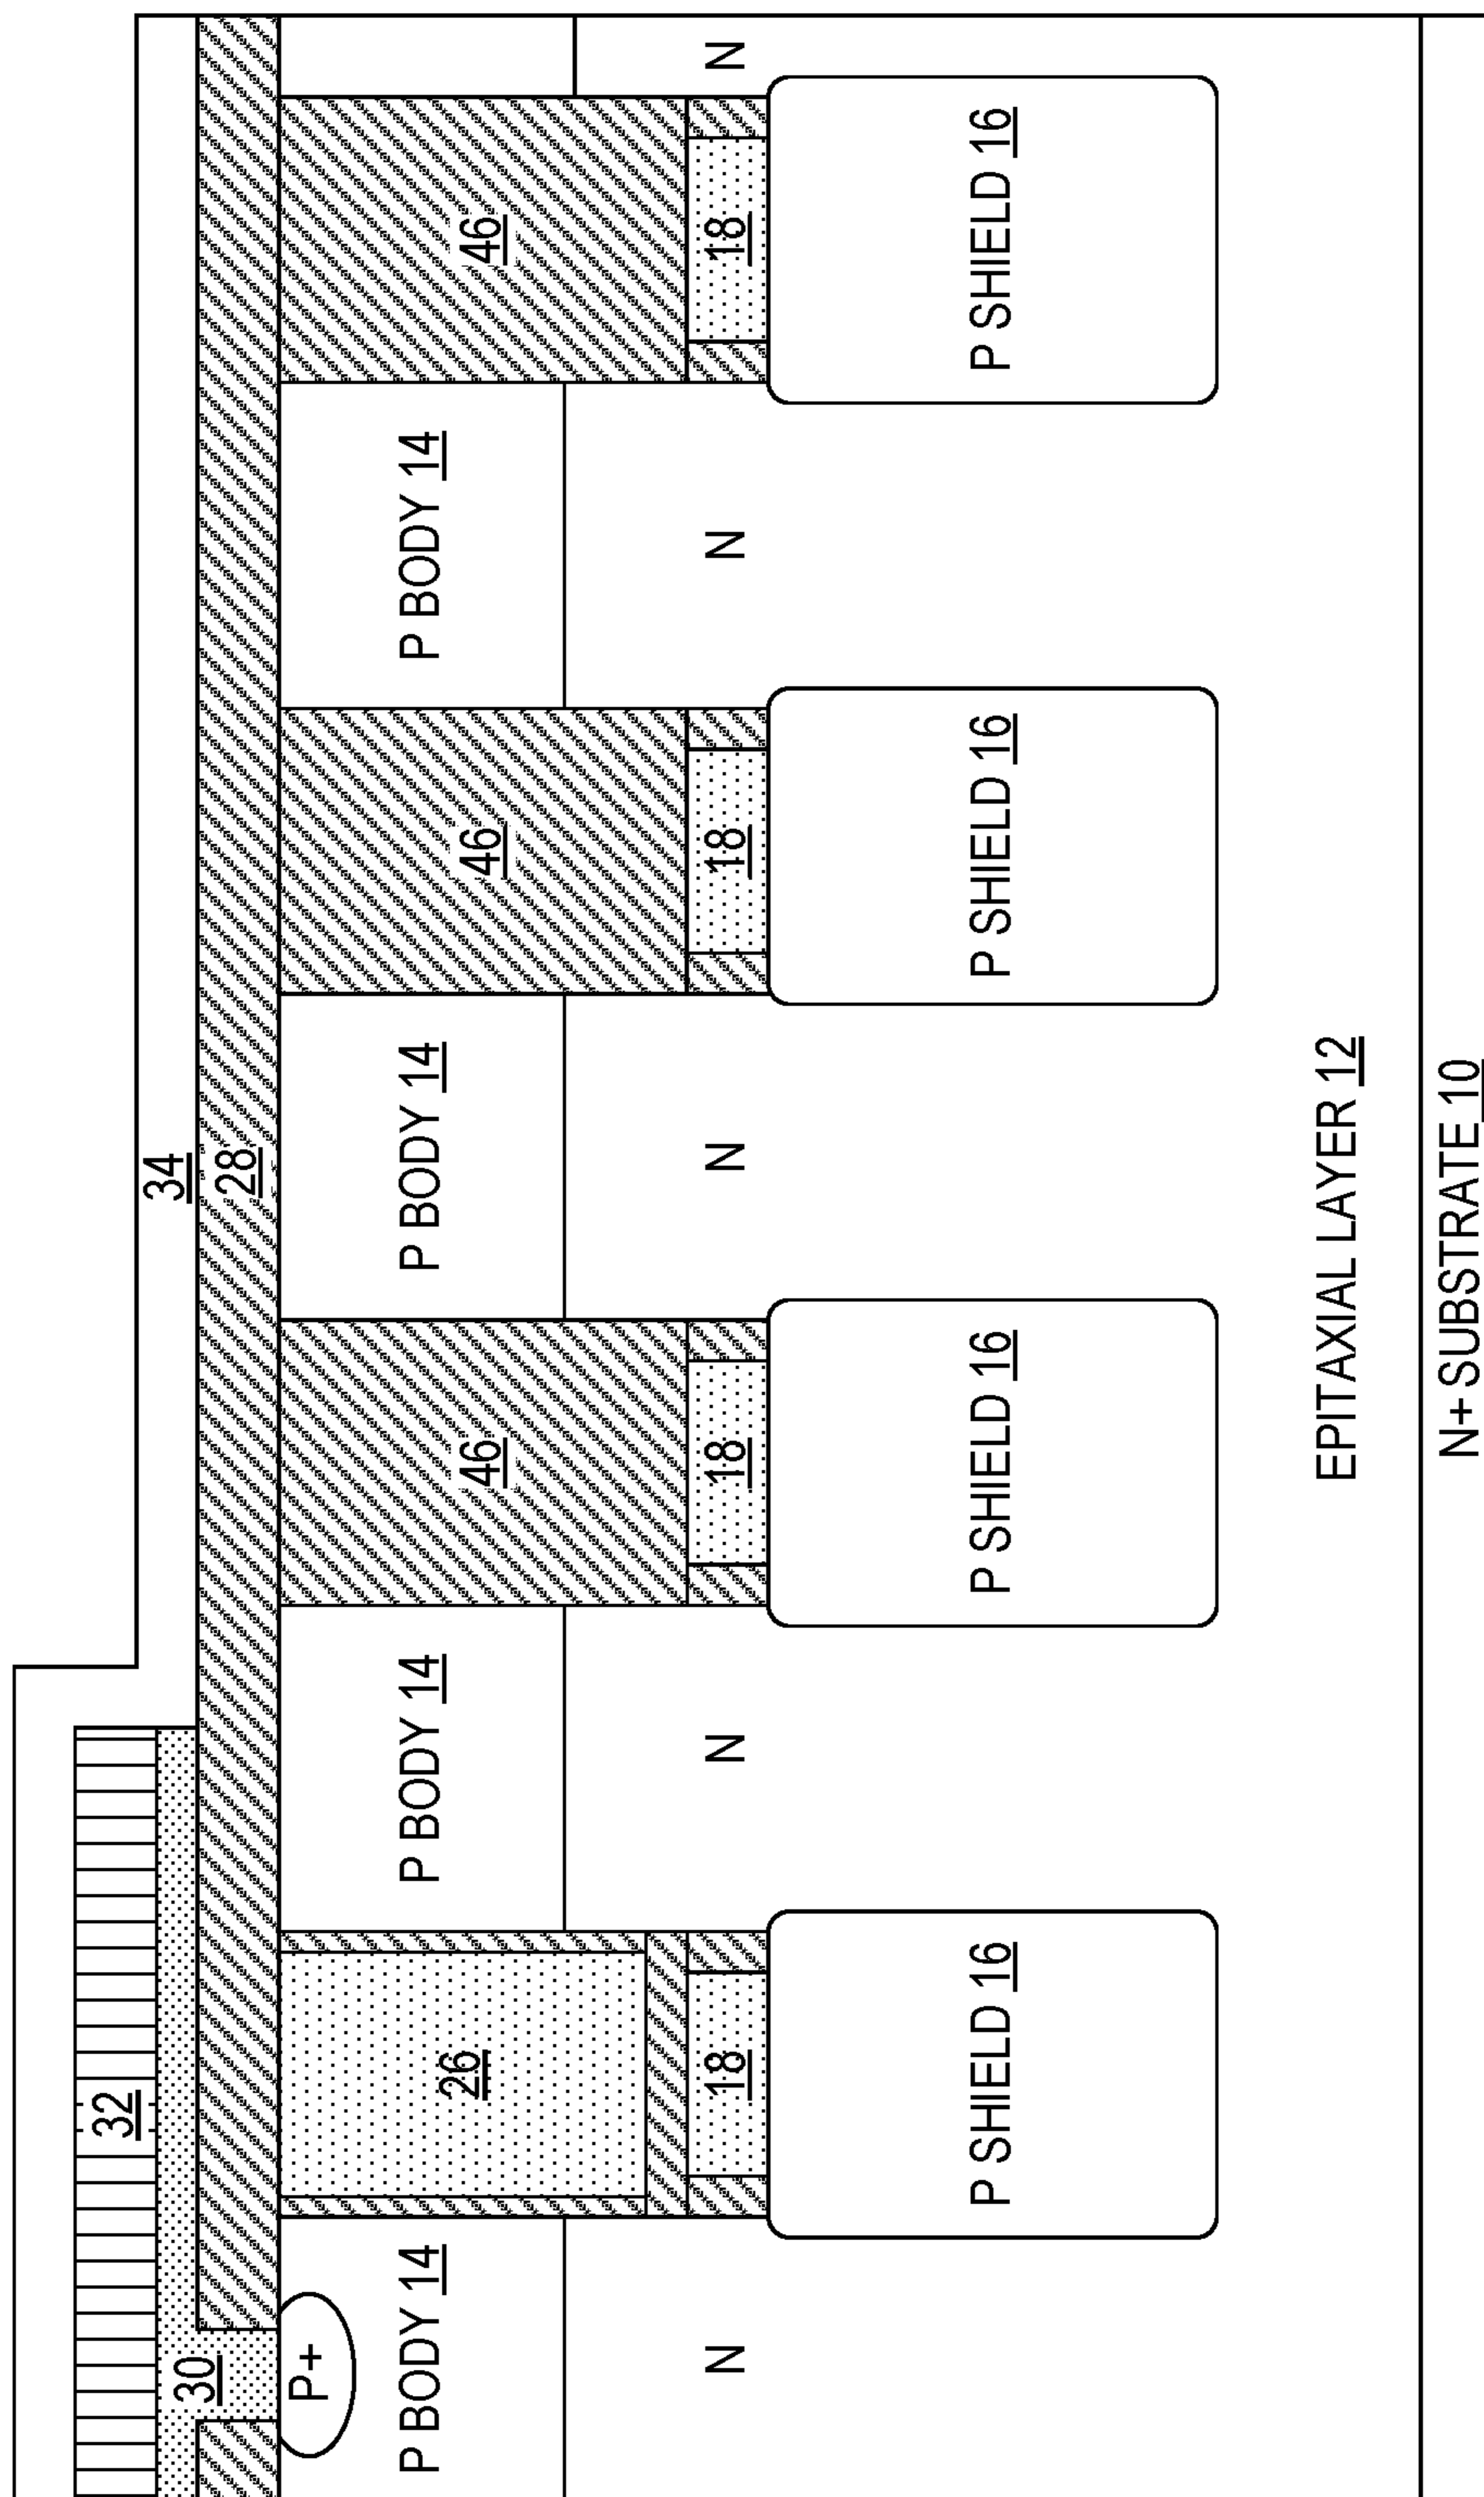 32
34
30
28
P+
P BODY 14
P BODY 14
P BODY 14
P BODY 14
26
46
46
46
N
18
N
18
N
18
N
18
N
P SHIELD 16
P SHIELD 16
P SHIELD 16
P SHIELD 16
EPITAXIAL LAYER 12
N+ SUBSTRATE 10